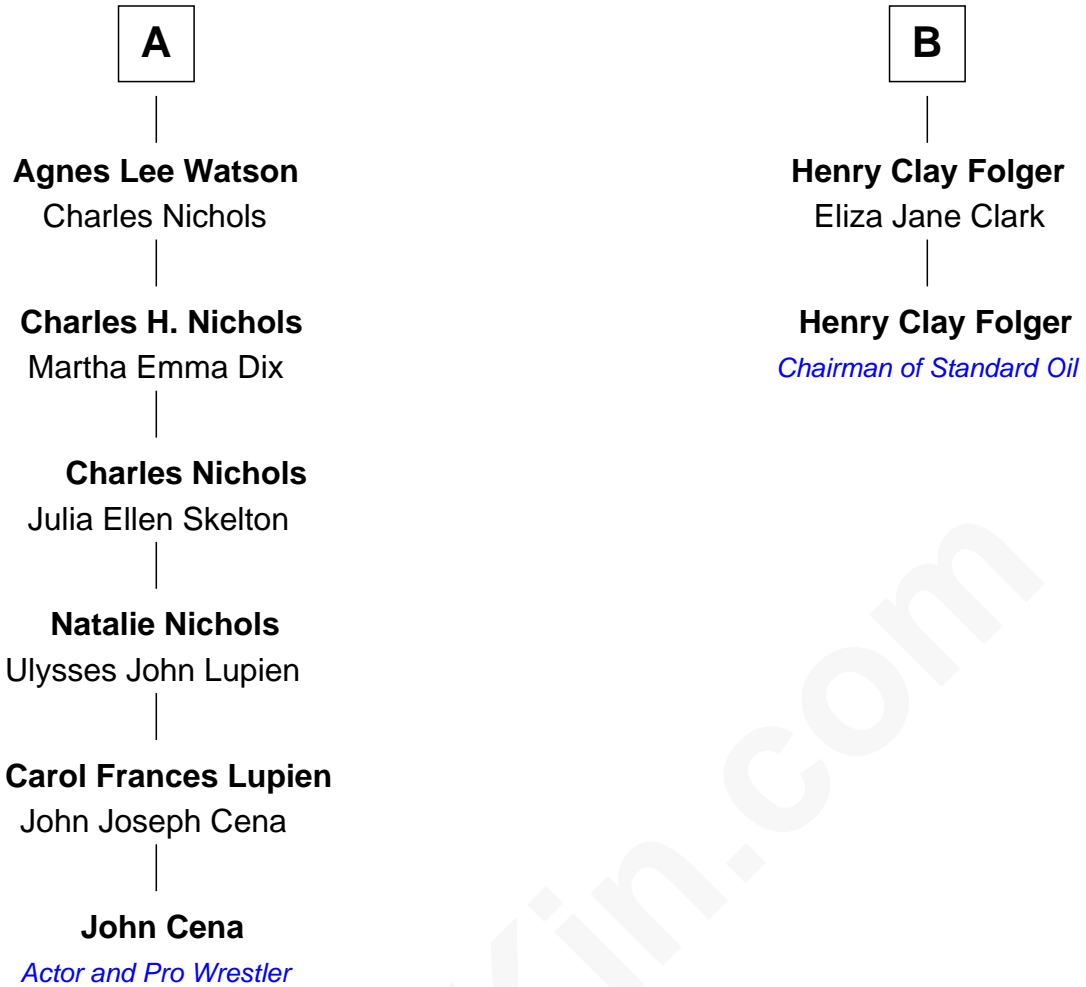 A
Agnes Lee Watson
Charles Nichols
Charles H. Nichols
Martha Emma Dix
Charles Nichols
Julia Ellen Skelton
Natalie Nichols
Ulysses John Lupien
Carol Frances Lupien
John Joseph Cena
John Cena
Actor and Pro Wrestler
B
Henry Clay Folger
Eliza Jane Clark
Henry Clay Folger
Chairman of Standard Oil
Kin.com